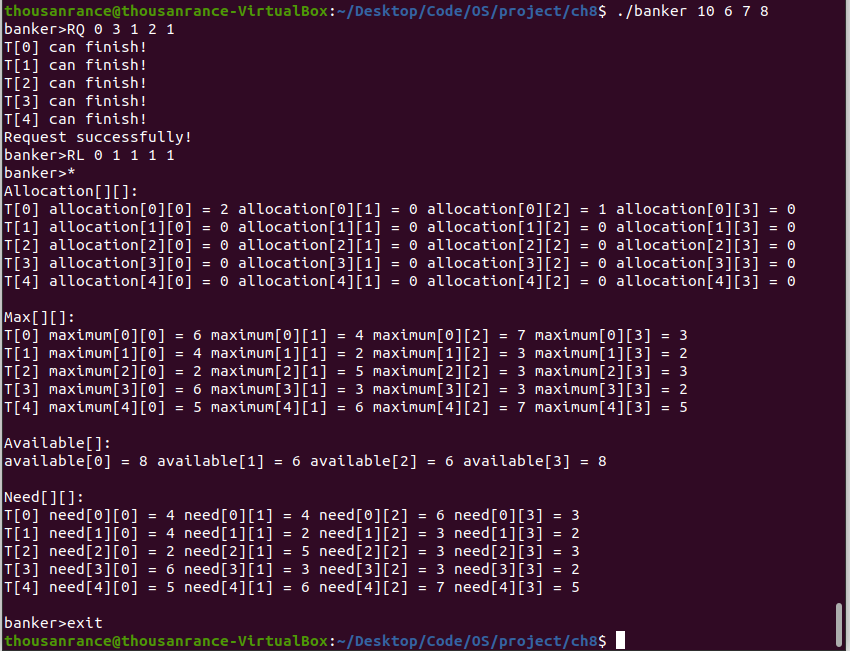 thousanrance@thousanrance-VirtualBox:~/Desktop/Code/OS/project/ch8$ ./banker 10 6 7 8
banker>RQ 0 3 1 2 1
T[0] can finish!
T[1] can finish!
T[2] can finish!
T[3] can finish!
T[4] can finish!
Request successfully!
banker>RL 0 1 1 1 1
banker>*
Allocation[][]:
T[0] allocation[0][0] = 2 allocation[0][1] = 0 allocation[0][2] = 1 allocation[0][3] = 0
T[1] allocation[1][0] = 0 allocation[1][1] = 0 allocation[1][2] = 0 allocation[1][3] = 0
T[2] allocation[2][0] = 0 allocation[2][1] = 0 allocation[2][2] = 0 allocation[2][3] = 0
T[3] allocation[3][0] = 0 allocation[3][1] = 0 allocation[3][2] = 0 allocation[3][3] = 0
T[4] allocation[4][0] = 0 allocation[4][1] = 0 allocation[4][2] = 0 allocation[4][3] = 0

Max[][]:
T[0] maximum[0][0] = 6 maximum[0][1] = 4 maximum[0][2] = 7 maximum[0][3] = 3
T[1] maximum[1][0] = 4 maximum[1][1] = 2 maximum[1][2] = 3 maximum[1][3] = 2
T[2] maximum[2][0] = 2 maximum[2][1] = 5 maximum[2][2] = 3 maximum[2][3] = 3
T[3] maximum[3][0] = 6 maximum[3][1] = 3 maximum[3][2] = 3 maximum[3][3] = 2
T[4] maximum[4][0] = 5 maximum[4][1] = 6 maximum[4][2] = 7 maximum[4][3] = 5

Available[]:
available[0] = 8 available[1] = 6 available[2] = 6 available[3] = 8

Need[][]:
T[0] need[0][0] = 4 need[0][1] = 4 need[0][2] = 6 need[0][3] = 3
T[1] need[1][0] = 4 need[1][1] = 2 need[1][2] = 3 need[1][3] = 2
T[2] need[2][0] = 2 need[2][1] = 5 need[2][2] = 3 need[2][3] = 3
T[3] need[3][0] = 6 need[3][1] = 3 need[3][2] = 3 need[3][3] = 2
T[4] need[4][0] = 5 need[4][1] = 6 need[4][2] = 7 need[4][3] = 5

banker>exit
thousanrance@thousanrance-VirtualBox:~/Desktop/Code/OS/project/ch8$